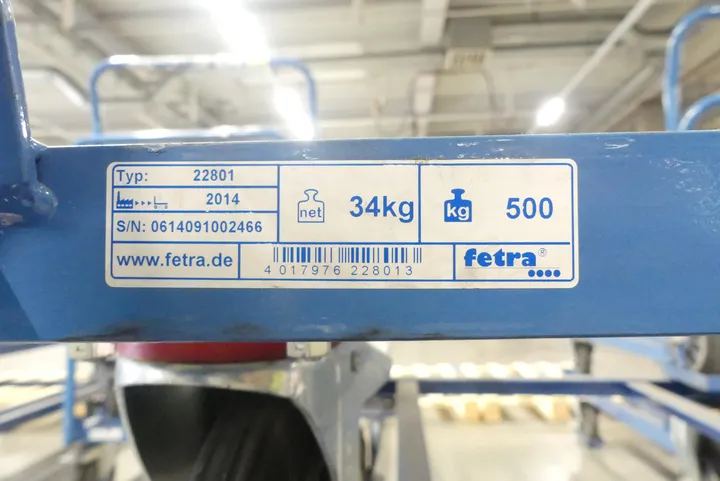 Typ: 22801
2014
S/N: 0614091002466
net 34kg
kg 500
www.fetra.de
4 017976 228013
fetra®